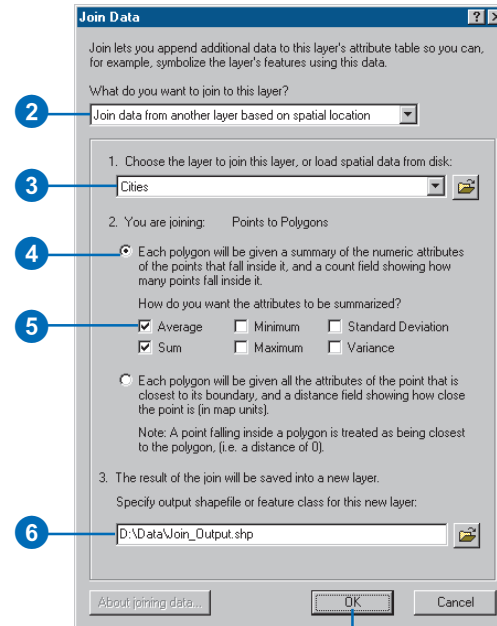 Join Data
Join lets you append additional data to this layer's attribute table so you can,
for example, symbolize the layer's features using this data.
What do you want to join to this layer?
2
Join data from another layer based on spatial location
1. Choose the layer to join this layer, or load spatial data from disk:
3
Cities
2. You are joining: Points to Polygons
4
Each polygon will be given a summary of the numeric attributes
of the points that fall inside it, and a count field showing how
many points fall inside it.
How do you want the attributes to be summarized?
5
Average Minimum Standard Deviation
Sum Maximum Variance
Each polygon will be given all the attributes of the point that is
closest to its boundary, and a distance field showing how close
the point is (in map units).
Note: A point falling inside a polygon is treated as being closest
to the polygon, (i.e. a distance of 0).
3. The result of the join will be saved into a new layer.
Specify output shapefile or feature class for this new layer:
6
D:\Data\Join_Output.shp
About joining data... OK Cancel